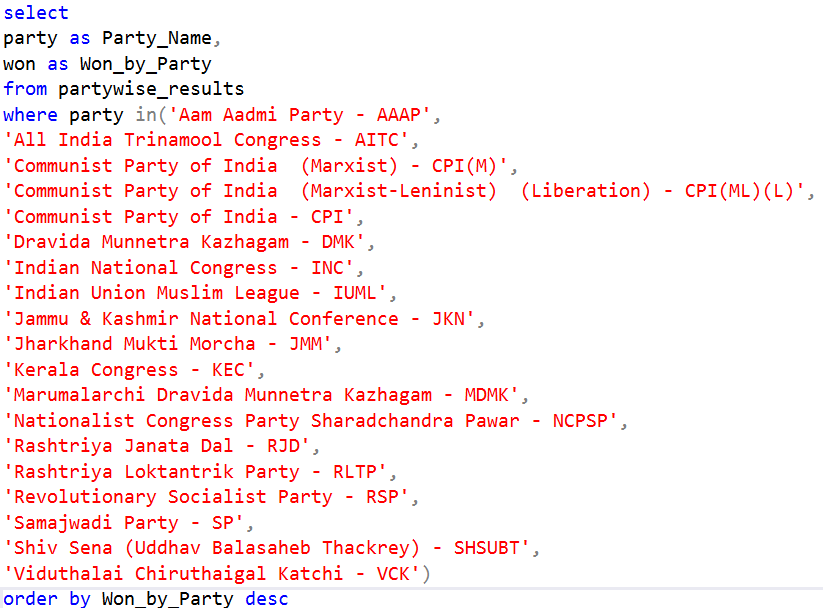 select
party as Party_Name,
won as Won_by_Party
from partywise_results
where party in('Aam Aadmi Party - AAAP',
'All India Trinamool Congress - AITC',
'Communist Party of India  (Marxist) - CPI(M)',
'Communist Party of India  (Marxist-Leninist)  (Liberation) - CPI(ML)(L)',
'Communist Party of India - CPI',
'Dravida Munnetra Kazhagam - DMK',
'Indian National Congress - INC',
'Indian Union Muslim League - IUML',
'Jammu & Kashmir National Conference - JKN',
'Jharkhand Mukti Morcha - JMM',
'Kerala Congress - KEC',
'Marumalarchi Dravida Munnetra Kazhagam - MDMK',
'Nationalist Congress Party Sharadchandra Pawar - NCPSP',
'Rashtriya Janata Dal - RJD',
'Rashtriya Loktantrik Party - RLTP',
'Revolutionary Socialist Party - RSP',
'Samajwadi Party - SP',
'Shiv Sena (Uddhav Balasaheb Thackrey) - SHSUBT',
'Viduthalai Chiruthaigal Katchi - VCK')
order by Won_by_Party desc